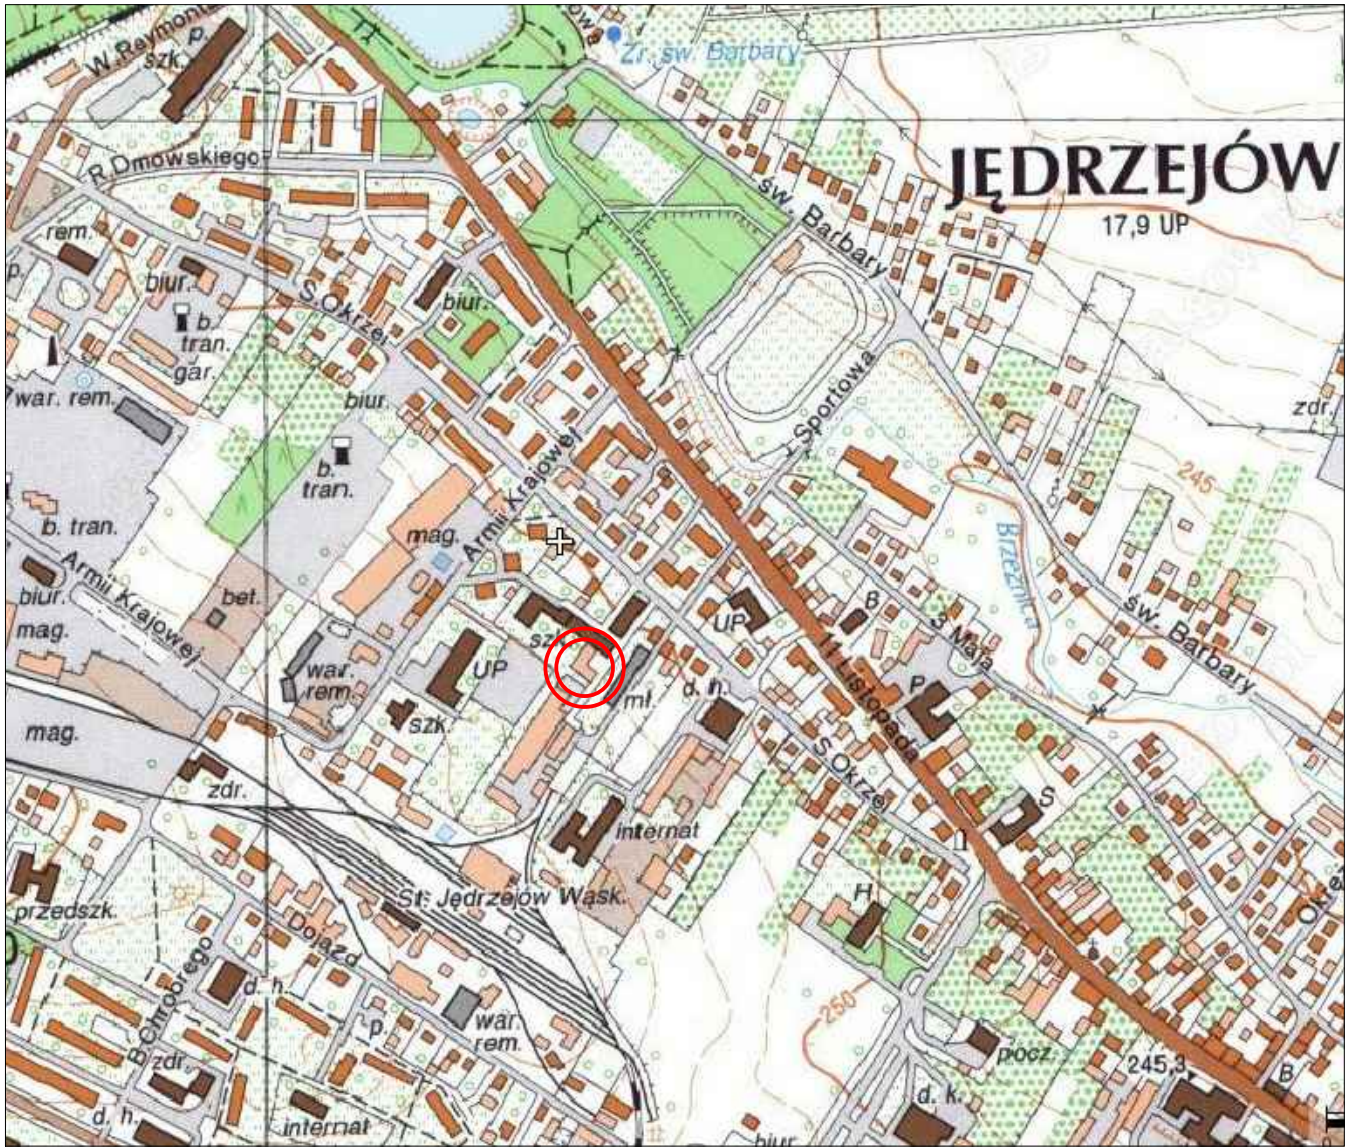 W. Reymonta
p.
szk.
Zr. św. Barbary
JĘDRZEJÓW
17,9 UP
R. Dmowskiego
św. Barbary
rem.
p.
biur.
S. Okrzei
biur.
b.
tran.
gar.
Sportowa
war. rem.
biur.
zdr.
245
b.
tran.
b. tran.
mag.
Armii Krajowej
Brzeźnica
Armii Krajowej
biur.
bet.
mag.
B
UP
3 Maja
św. Barbary
szk.
UP
war.
rem.
11 Listopada
P
mł.
d. h.
szk.
mag.
S. Okrzei
zdr.
S
internat
przedszk.
St. Jędrzejów Wąsk.
H
Dojazd
B. Chrobrego
d. h.
p.
war.
rem.
250
pocz.
245,3
zdr.
B
d. k.
d. h.
internat
biur.